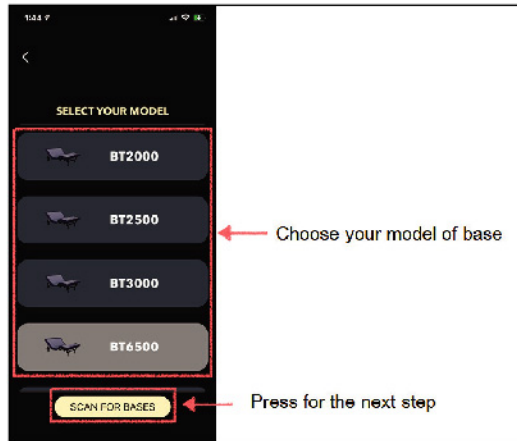 1:44
SELECT YOUR MODEL
BT2000
BT2500
Choose your model of base
BT3000
BT6500
SCAN FOR BASES
Press for the next step